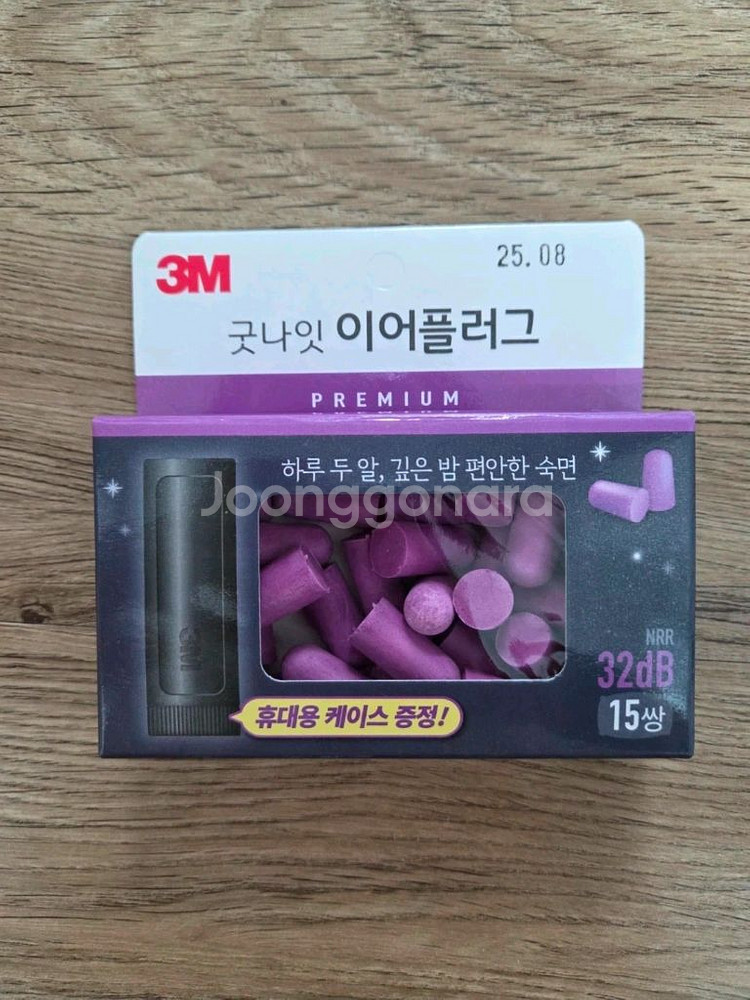 3M
25.08
굿나잇 이어플러그
PREMIUM
하루 두 알, 깊은 밤 편안한 숙면
Joonggonara
3M
NRR
32dB
15쌍
휴대용 케이스 증정!